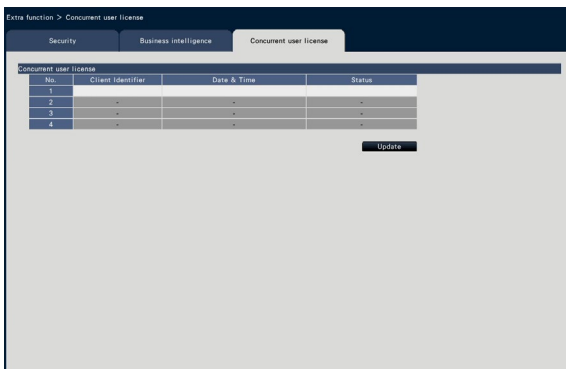 Extra function > Concurrent user license
Security Business intelligence Concurrent user license
Concurrent user license
No. Client Identifier Date & Time Status
1
2 - - -
3 - - -
4 - - -
Update